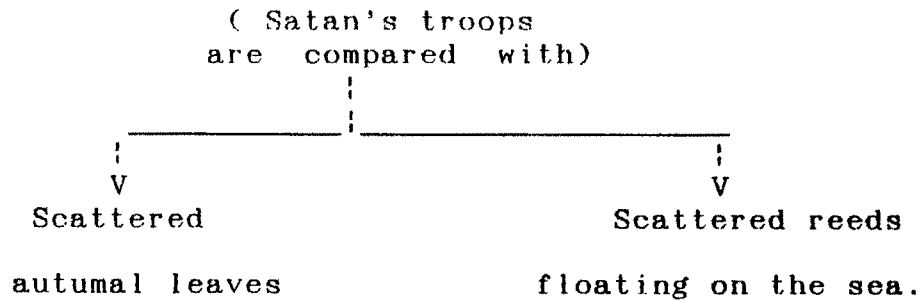 ( Satan's troops
are compared with)
V
V
Scattered
Scattered reeds
autumal leaves
floating on the sea.